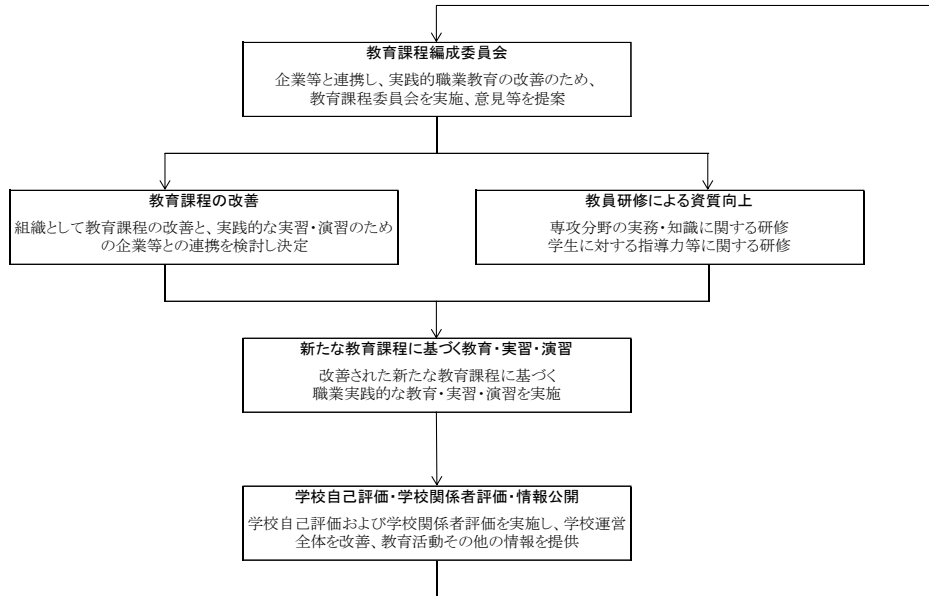 教育課程編成委員会
企業等と連携し、実践的職業教育の改善のため、
教育課程委員会を実施、意見等を提案
教育課程の改善
組織として教育課程の改善と、実践的な実習・演習のため
の企業等との連携を検討し決定
教員研修による資質向上
専攻分野の実務・知識に関する研修
学生に対する指導力等に関する研修
新たな教育課程に基づく教育・実習・演習
改善された新たな教育課程に基づく
職業実践的な教育・実習・演習を実施
学校自己評価・学校関係者評価・情報公開
学校自己評価および学校関係者評価を実施し、学校運営
全体を改善、教育活動その他の情報を提供